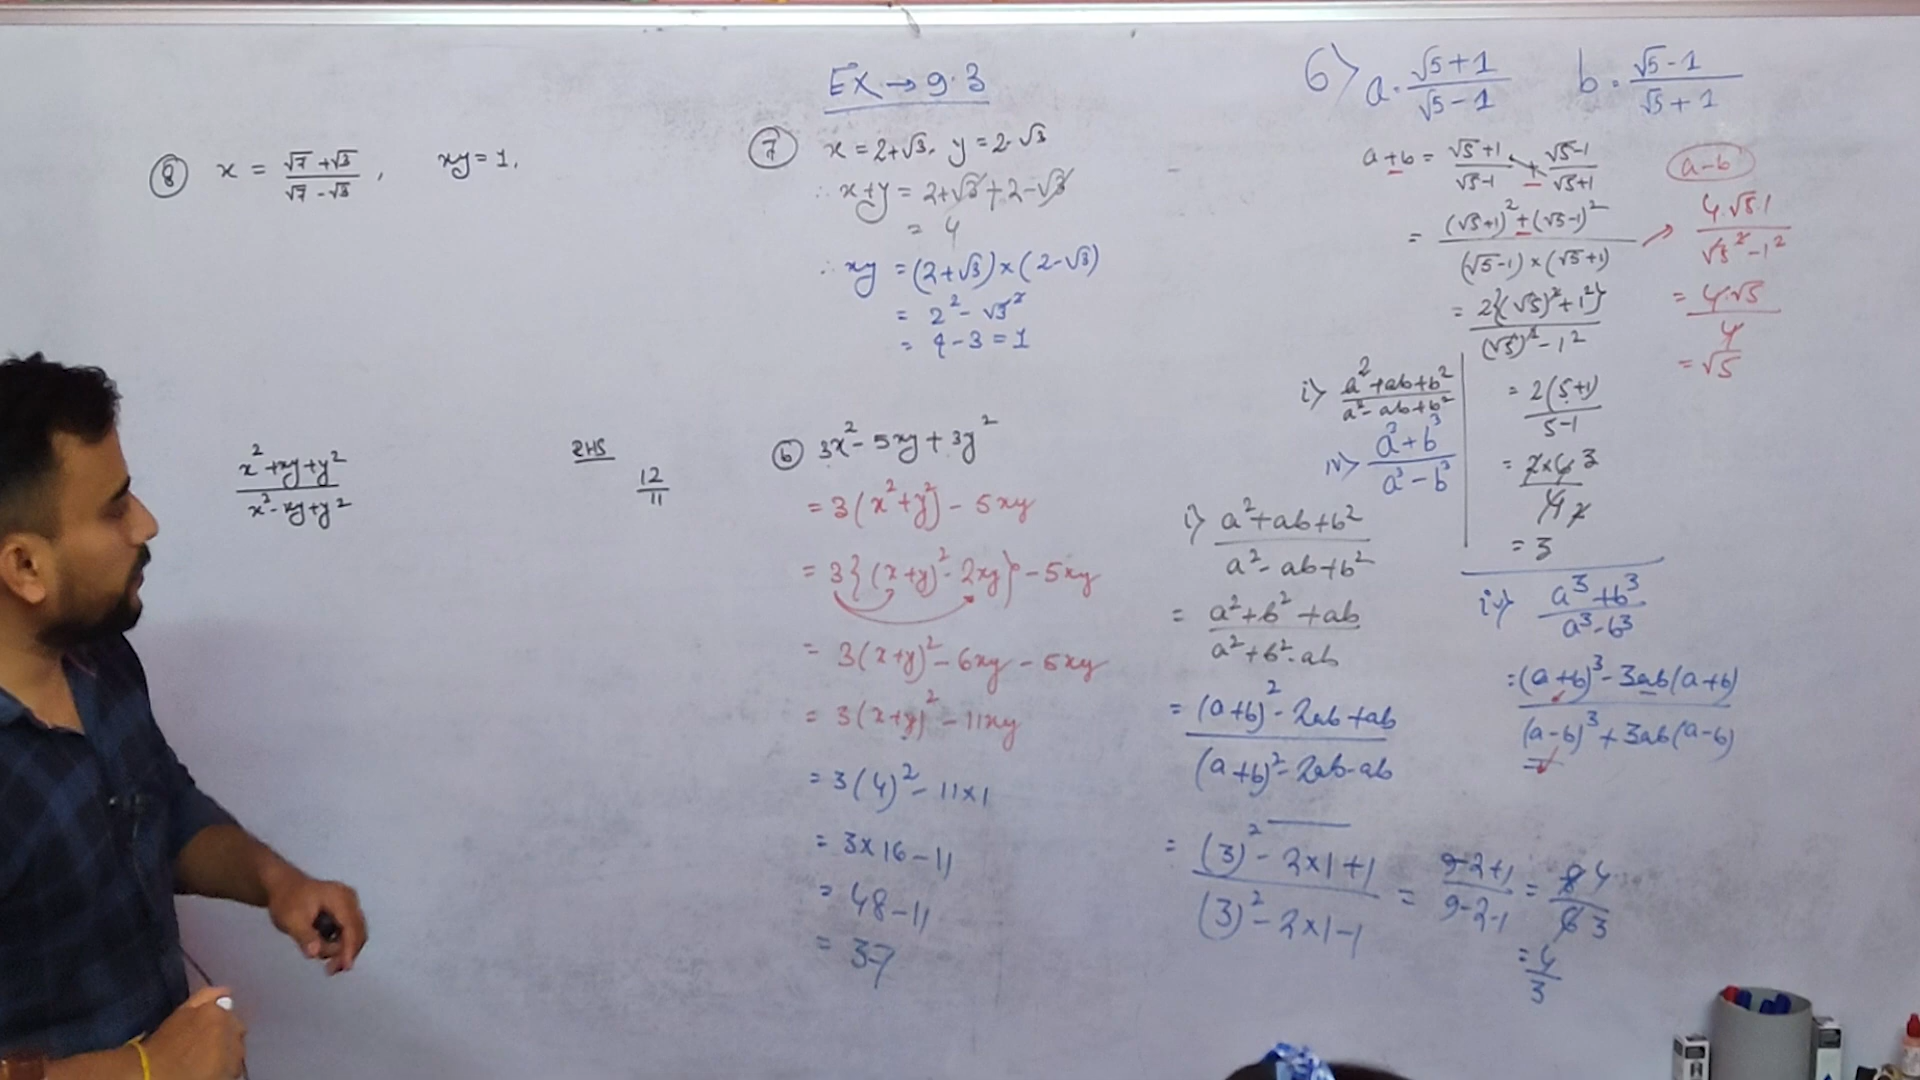 EX → 9.3
⑧ x = (√7 + √3)/(√7 - √3) , xy = 1.
(x² + xy + y²)/(x² - xy + y²)
RHS
12/11
⑦ x = 2+√3, y = 2-√3
∴ x+y = 2+√3 + 2-√3
= 4
∴ xy = (2+√3)×(2-√3)
= 2² - √3²
= 4 - 3 = 1
ⓑ 3x² - 5xy + 3y²
= 3(x²+y²) - 5xy
= 3{(x+y)² - 2xy} - 5xy
= 3(x+y)² - 6xy - 5xy
= 3(x+y)² - 11xy
= 3(4)² - 11×1
= 3×16 - 11
= 48 - 11
= 37
6) a = (√5+1)/(√5-1) b = (√5-1)/(√5+1)
a+b = (√5+1)/(√5-1) + (√5-1)/(√5+1)
= ((√5+1)² + (√5-1)²)/((√5-1)×(√5+1))
= 2{(√5)²+1²}/((√5)²-1²)
= 2(5+1)/(5-1)
= 3
a-b
4.√5.1/(√5²-1²)
= 4.√5/4
= √5
i) (a²+ab+b²)/(a²-ab+b²)
iv) (a³+b³)/(a³-b³)
i) (a²+ab+b²)/(a²-ab+b²)
= (a²+b²+ab)/(a²+b²-ab)
= ((a+b)²-2ab+ab)/((a+b)²-2ab-ab)
= ((3)²-2×1+1)/((3)²-2×1-1) = (9-2+1)/(9-2-1) = 8 4/6 3
= 4/3
iv) (a³+b³)/(a³-b³)
= ((a+b)³-3ab(a+b))/((a-b)³+3ab(a-b))
=